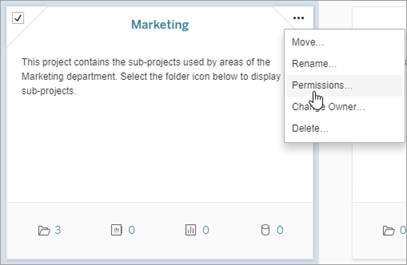 Marketing
•••
This project contains the sub-projects used by areas of the
Marketing department. Select the folder icon below to display
sub-projects.
Move...
Rename...
Permissions...
Change Owner...
Delete...
3
0
0
0
0